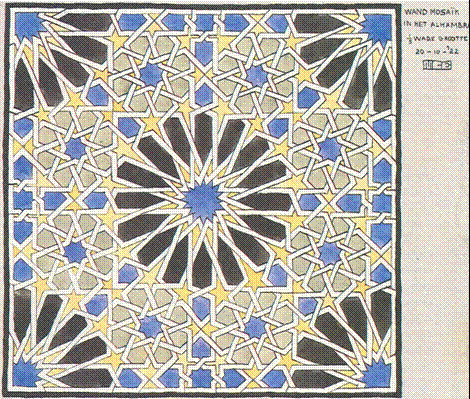 WAND MOSAÏK
IN HET ALHAMBRA
½ WARE GROOTTE
20-10-'22